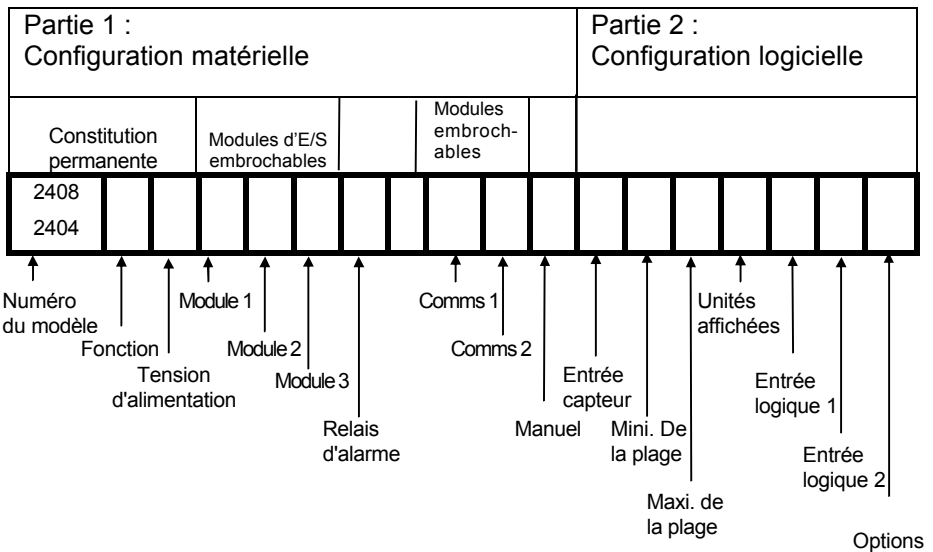 Partie 1 :
Configuration matérielle
Partie 2 :
Configuration logicielle
Constitution
permanente
Modules d'E/S
embrochables
Modules
embroch-
ables
2408
2404
Numéro
du modèle
Fonction
Tension
d'alimentation
Module 1
Module 2
Module 3
Relais
d'alarme
Comms 1
Comms 2
Manuel
Entrée
capteur
Mini. De
la plage
Maxi. de
la plage
Unités
affichées
Entrée
logique 1
Entrée
logique 2
Options